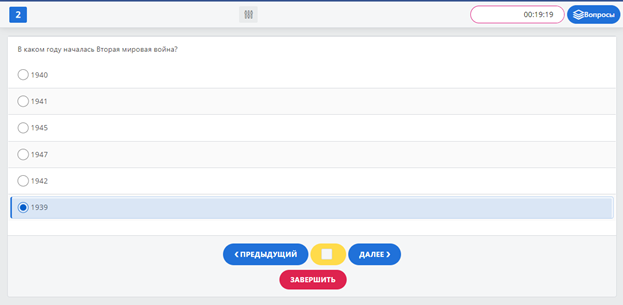 2
00:19:19
Вопросы
В каком году началась Вторая мировая война?
1940
1941
1945
1947
1942
1939
ПРЕДЫДУЩИЙ
ДАЛЕЕ
ЗАВЕРШИТЬ